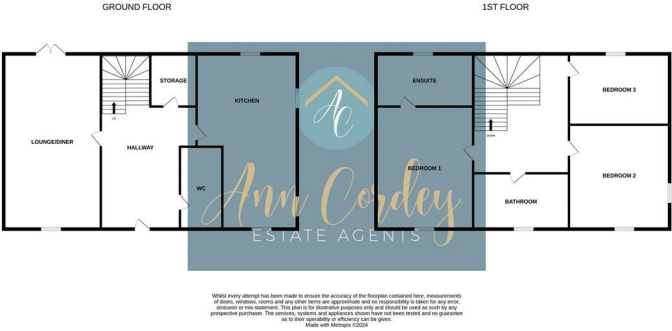 GROUND FLOOR
1ST FLOOR
STORAGE
ENSUITE
KITCHEN
BEDROOM 3
UP
DOWN
LOUNGE/DINER
HALLWAY
AC
BEDROOM 1
BEDROOM 2
WC
BATHROOM
Ann Cordey
ESTATE AGENTS
Whilst every attempt has been made to ensure the accuracy of the floorplan contained here, measurements
of doors, windows, rooms and any other items are approximate and no responsibility is taken for any error,
omission or mis-statement. This plan is for illustrative purposes only and should be used as such by any
prospective purchaser. The services, systems and appliances shown have not been tested and no guarantee
as to their operability or efficiency can be given.
Made with Metropix ©2024